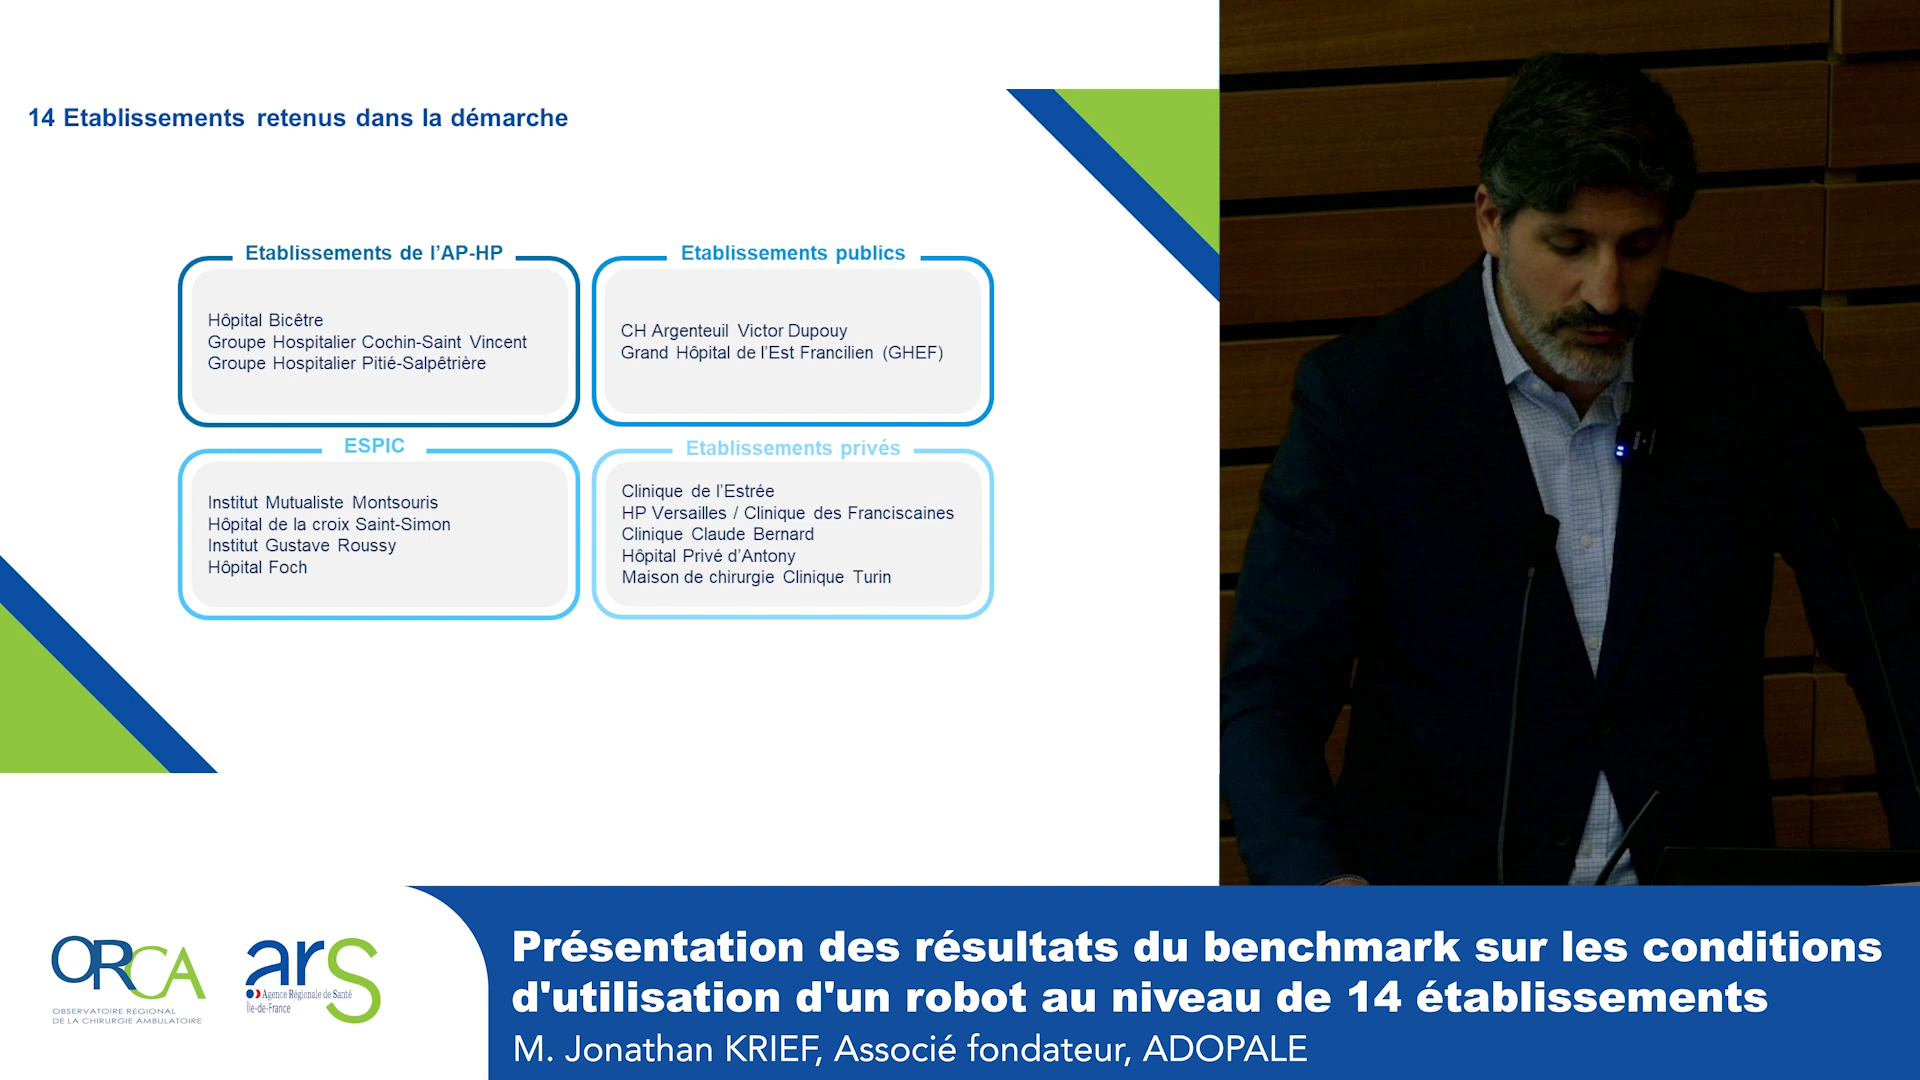 14 Etablissements retenus dans la démarche
Etablissements de l’AP-HP
Hôpital Bicêtre
Groupe Hospitalier Cochin-Saint Vincent
Groupe Hospitalier Pitié-Salpêtrière
Etablissements publics
CH Argenteuil Victor Dupouy
Grand Hôpital de l’Est Francilien (GHEF)
ESPIC
Institut Mutualiste Montsouris
Hôpital de la croix Saint-Simon
Institut Gustave Roussy
Hôpital Foch
Etablissements privés
Clinique de l’Estrée
HP Versailles / Clinique des Franciscaines
Clinique Claude Bernard
Hôpital Privé d’Antony
Maison de chirurgie Clinique Turin
ORCA
OBSERVATOIRE RÉGIONAL
DE LA CHIRURGIE AMBULATOIRE
ars
Agence Régionale de Santé
Île-de-France
Présentation des résultats du benchmark sur les conditions
d'utilisation d'un robot au niveau de 14 établissements
M. Jonathan KRIEF, Associé fondateur, ADOPALE